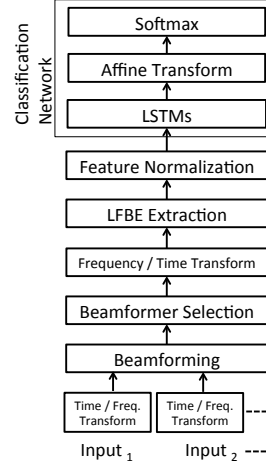 Classification
Network
Softmax
Affine Transform
LSTMs
Feature Normalization
LFBE Extraction
Frequency / Time Transform
Beamformer Selection
Beamforming
Time / Freq.
Transform
Time / Freq.
Transform
Input 1
Input 2